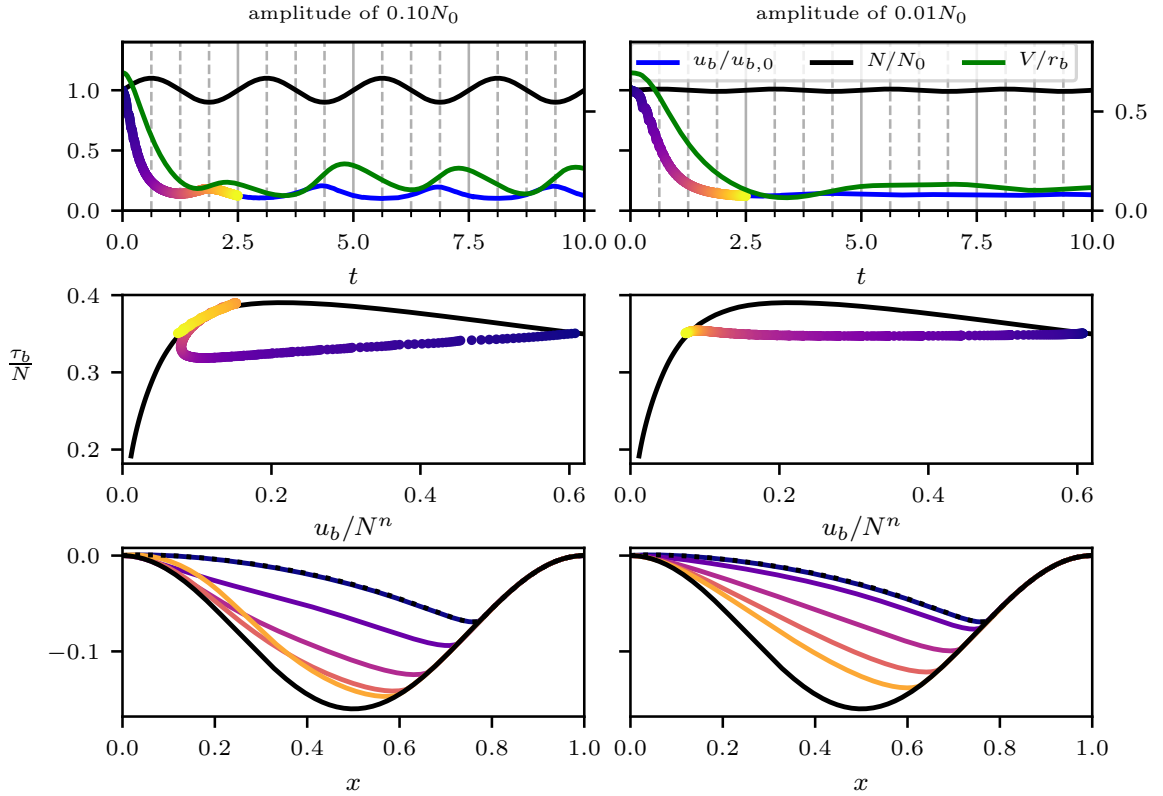 amplitude of 0.10N₀ amplitude of 0.01N₀
u_b/u_{b,0} N/N₀ V/r_b
1.0 0.5
0.5
0.0 0.0
0.0 2.5 5.0 7.5 10.0 0.0 2.5 5.0 7.5 10.0
t t
0.4
τ_b/N 0.3
0.2
0.0 0.2 0.4 0.6 0.0 0.2 0.4 0.6
u_b/Nⁿ u_b/Nⁿ
0.0
−0.1
0.0 0.2 0.4 0.6 0.8 1.0 0.0 0.2 0.4 0.6 0.8 1.0
x x